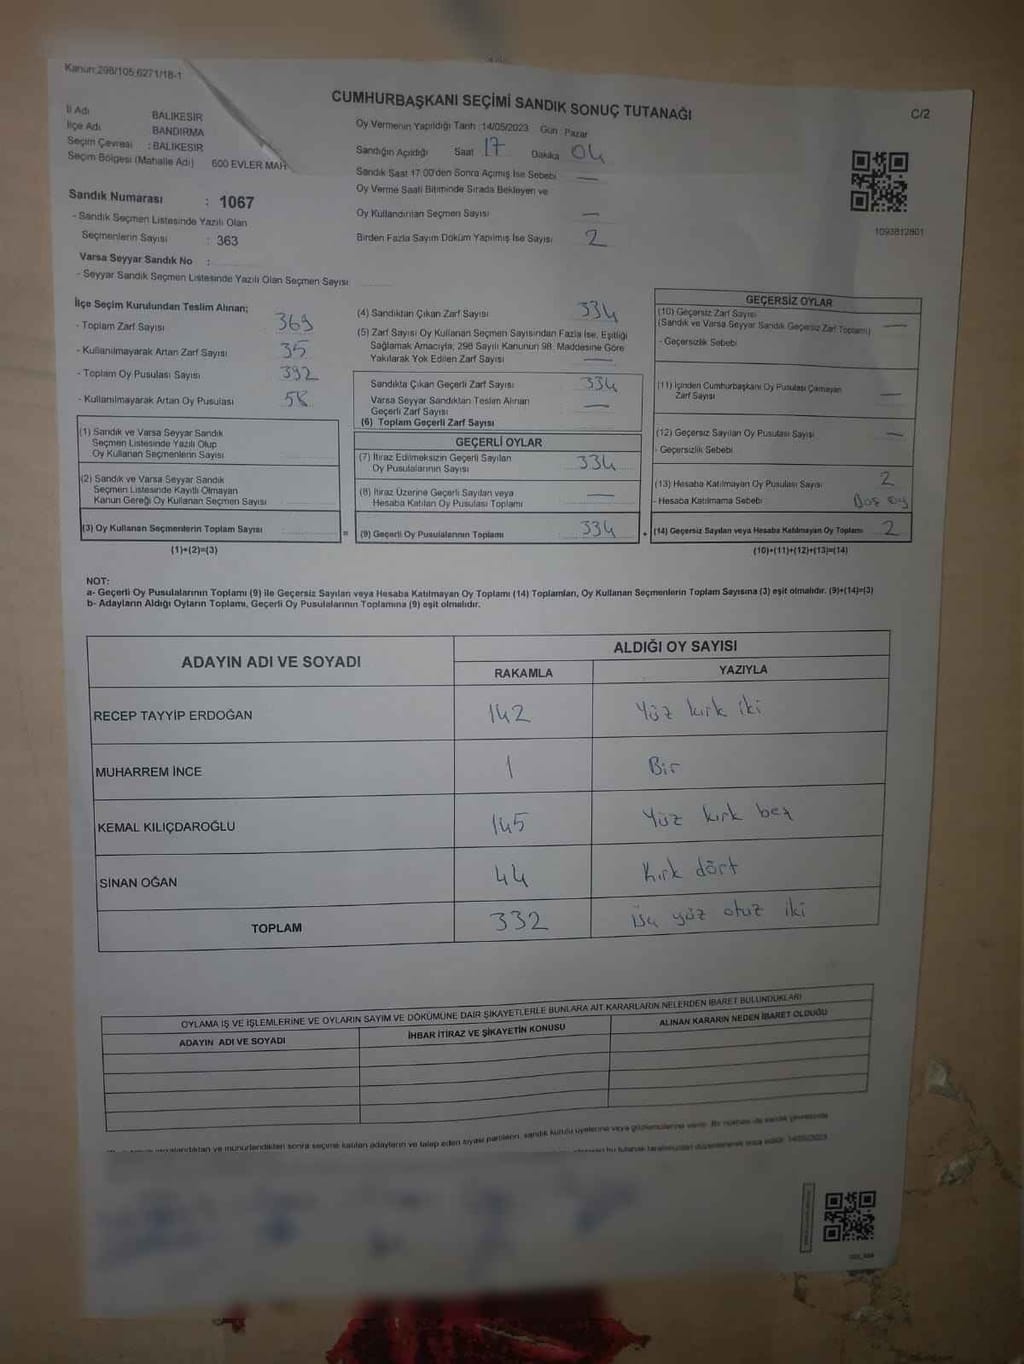 Kanun:298/105,6271/18-1
CUMHURBAŞKANI SEÇİMİ SANDIK SONUÇ TUTANAĞI
C/2
İl Adı BALIKESİR
İlçe Adı BANDIRMA
Seçim Çevresi : BALIKESİR
Seçim Bölgesi (Mahalle Adı) 600 EVLER MAH
Oy Vermenin Yapıldığı Tarih :14/05/2023 Gün Pazar
Sandığın Açıldığı Saat 17 Dakika 04
Sandık Saat 17:00'den Sonra Açımış İse Sebebi —
Oy Verme Saati Bitiminde Sırada Bekleyen ve
Oy Kullandırılan Seçmen Sayısı —
Birden Fazla Sayım Döküm Yapılmış İse Sayısı 2
1093812801
Sandık Numarası : 1067
- Sandık Seçmen Listesinde Yazılı Olan
Seçmenlerin Sayısı : 363
Varsa Seyyar Sandık No :
- Seyyar Sandık Seçmen Listesinde Yazılı Olan Seçmen Sayısı
İlçe Seçim Kurulundan Teslim Alınan;
- Toplam Zarf Sayısı 369
- Kullanılmayarak Artan Zarf Sayısı 35
- Toplam Oy Pusulası Sayısı 392
- Kullanılmayarak Artan Oy Pusulası 58
(1) Sandık ve Varsa Seyyar Sandık
Seçmen Listesinde Yazılı Olup
Oy Kullanan Seçmenlerin Sayısı
(2) Sandık ve Varsa Seyyar Sandık
Seçmen Listesinde Kayıtlı Olmayan
Kanun Gereği Oy Kullanan Seçmen Sayısı
(3) Oy Kullanan Seçmenlerin Toplam Sayısı =
(1)+(2)=(3)
(4) Sandıktan Çıkan Zarf Sayısı 334
(5) Zarf Sayısı Oy Kullanan Seçmen Sayısından Fazla İse, Eşitliği
Sağlamak Amacıyla, 298 Sayılı Kanunun 98. Maddesine Göre
Yakılarak Yok Edilen Zarf Sayısı —
Sandıkta Çıkan Geçerli Zarf Sayısı 334
Varsa Seyyar Sandıktan Teslim Alınan
Geçerli Zarf Sayısı —
(6) Toplam Geçerli Zarf Sayısı
GEÇERLİ OYLAR
(7) İtiraz Edilmeksizin Geçerli Sayılan
Oy Pusulalarının Sayısı 334
(8) İtiraz Üzerine Geçerli Sayılan veya
Hesaba Katılan Oy Pusulası Toplamı —
(9) Geçerli Oy Pusulalarının Toplamı 334 +
GEÇERSİZ OYLAR
(10) Geçersiz Zarf Sayısı
(Sandık ve Varsa Seyyar Sandık Geçersiz Zarf Toplamı) —
- Geçersizlik Sebebi
(11) İçinden Cumhurbaşkanı Oy Pusulası Çıkmayan
Zarf Sayısı —
(12) Geçersiz Sayılan Oy Pusulası Sayısı —
- Geçersizlik Sebebi
(13) Hesaba Katılmayan Oy Pusulası Sayısı 2
- Hesaba Katılmama Sebebi Boş oy
(14) Geçersiz Sayılan veya Hesaba Katılmayan Oy Toplamı 2
(10)+(11)+(12)+(13)=(14)
NOT:
a- Geçerli Oy Pusulalarının Toplamı (9) ile Geçersiz Sayılan veya Hesaba Katılmayan Oy Toplamı (14) Toplamları, Oy Kullanan Seçmenlerin Toplam Sayısına (3) eşit olmalıdır. (9)+(14)=(3)
b- Adayların Aldığı Oyların Toplamı, Geçerli Oy Pusulalarının Toplamına (9) eşit olmalıdır.
ADAYIN ADI VE SOYADI
ALDIĞI OY SAYISI
RAKAMLA YAZIYLA
RECEP TAYYİP ERDOĞAN 142 Yüz kırk iki
MUHARREM İNCE 1 Bir
KEMAL KILIÇDAROĞLU 145 Yüz kırk beş
SİNAN OĞAN 44 Kırk dört
TOPLAM 332 üç yüz otuz iki
OYLAMA İŞ VE İŞLEMLERİNE VE OYLARIN SAYIM VE DÖKÜMÜNE DAİR ŞİKAYETLERLE BUNLARA AİT KARARLARIN NELERDEN İBARET BULUNDUKLARI
ADAYIN ADI VE SOYADI İHBAR İTİRAZ VE ŞİKAYETİN KONUSU ALINAN KARARIN NEDEN İBARET OLDUĞU
mühürlendikten sonra seçime katılan adayların ve talep eden siyasi partilerin, sandık kurulu üyelerine veya gözlemcilerine verilir.